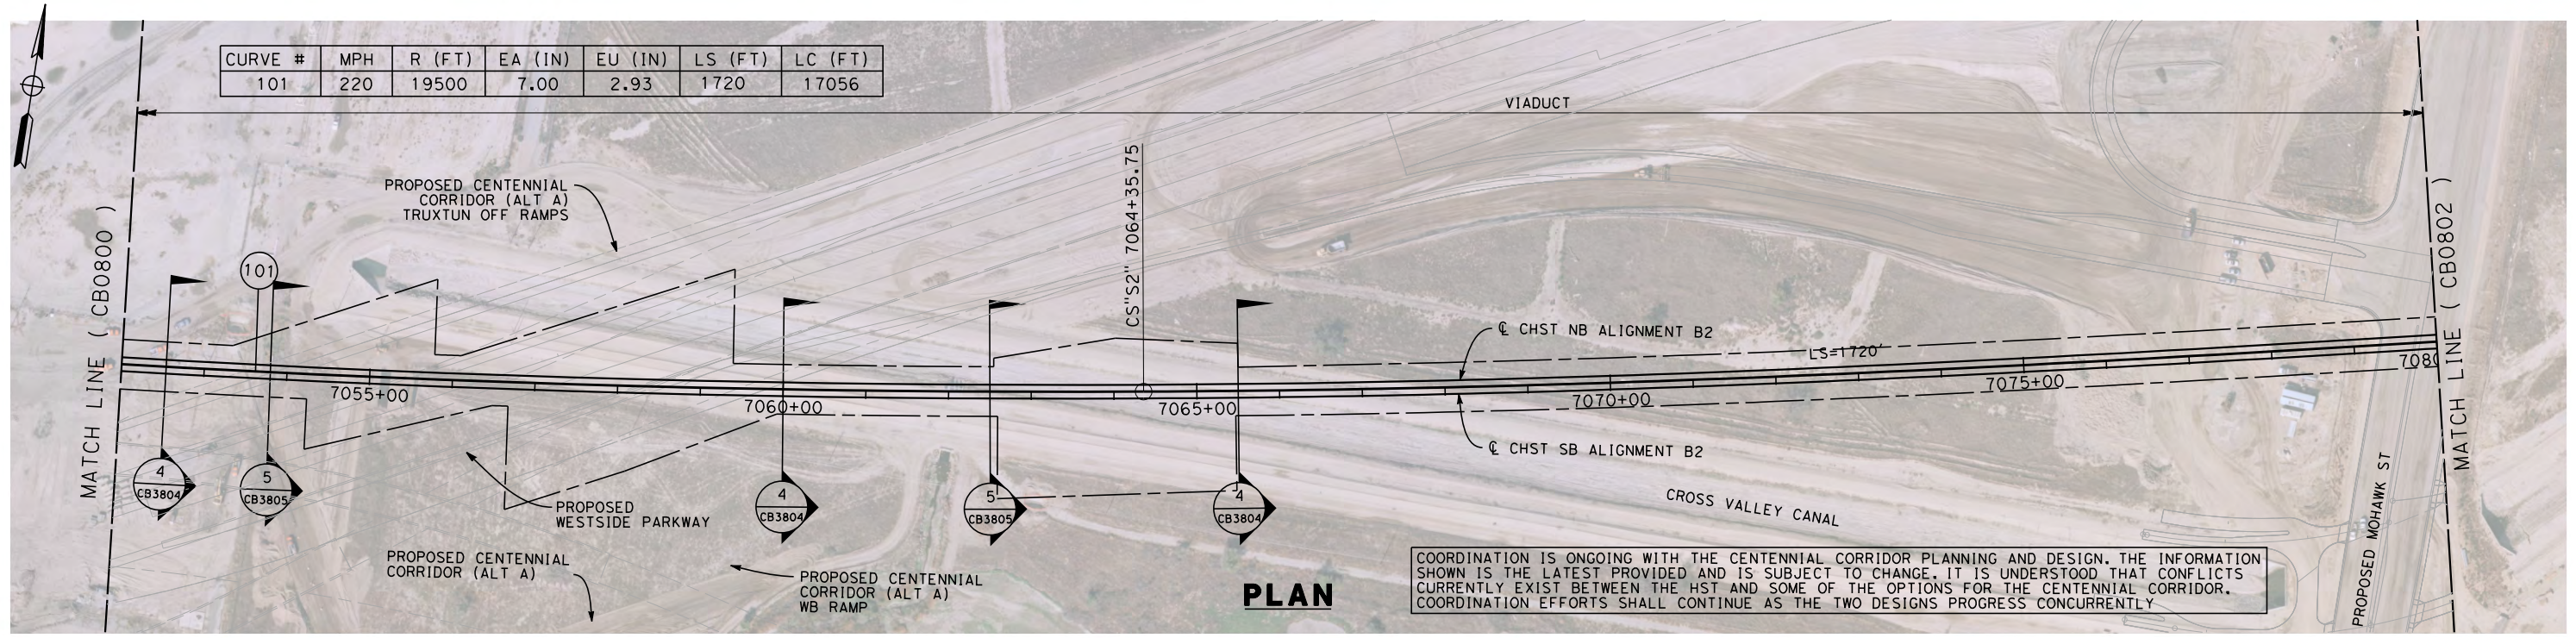 CURVE # MPH R (FT) EA (IN) EU (IN) LS (FT) LC (FT)
101 220 19500 7.00 2.93 1720 17056
VIADUCT
MATCH LINE ( CB0800 )
PROPOSED CENTENNIAL
CORRIDOR (ALT A)
TRUXTUN OFF RAMPS
101
CS"S2" 7064+35.75
℄ CHST NB ALIGNMENT B2
LS=1720'
MATCH LINE ( CB0802 )
7055+00
7060+00
7065+00
7070+00
7075+00
7080
℄ CHST SB ALIGNMENT B2
4
CB3804
5
CB3805
4
CB3804
5
CB3805
4
CB3804
PROPOSED
WESTSIDE PARKWAY
CROSS VALLEY CANAL
PROPOSED MOHAWK ST
PROPOSED CENTENNIAL
CORRIDOR (ALT A)
PROPOSED CENTENNIAL
CORRIDOR (ALT A)
WB RAMP
PLAN
COORDINATION IS ONGOING WITH THE CENTENNIAL CORRIDOR PLANNING AND DESIGN. THE INFORMATION
SHOWN IS THE LATEST PROVIDED AND IS SUBJECT TO CHANGE. IT IS UNDERSTOOD THAT CONFLICTS
CURRENTLY EXIST BETWEEN THE HST AND SOME OF THE OPTIONS FOR THE CENTENNIAL CORRIDOR.
COORDINATION EFFORTS SHALL CONTINUE AS THE TWO DESIGNS PROGRESS CONCURRENTLY